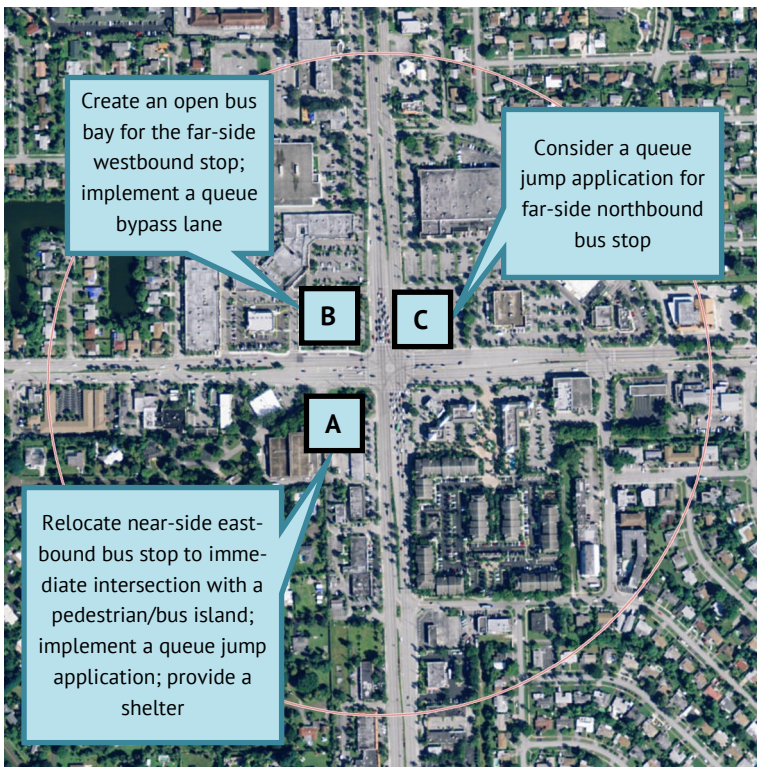 Create an open bus
bay for the far-side
westbound stop;
implement a queue
bypass lane
Consider a queue
jump application for
far-side northbound
bus stop
B
C
A
Relocate near-side east-
bound bus stop to imme-
diate intersection with a
pedestrian/bus island;
implement a queue jump
application; provide a
shelter